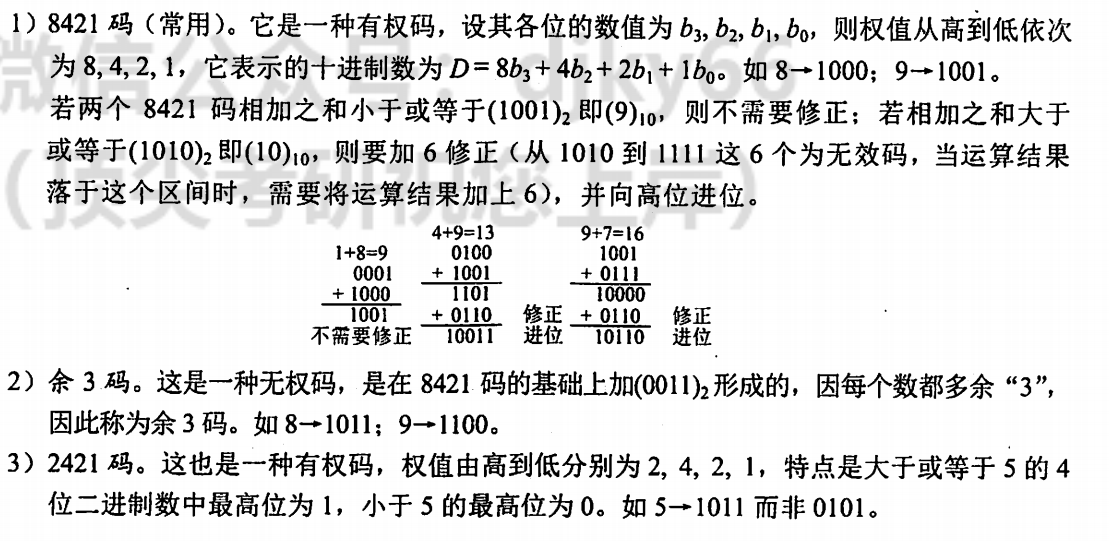 1）8421 码（常用）。它是一种有权码，设其各位的数值为 b₃, b₂, b₁, b₀，则权值从高到低依次
为 8, 4, 2, 1，它表示的十进制数为 D = 8b₃ + 4b₂ + 2b₁ + 1b₀。如 8→1000；9→1001。
若两个 8421 码相加之和小于或等于(1001)₂ 即(9)₁₀，则不需要修正；若相加之和大于
或等于(1010)₂ 即(10)₁₀，则要加 6 修正（从 1010 到 1111 这 6 个为无效码，当运算结果
落于这个区间时，需要将运算结果加上 6），并向高位进位。
4+9=13 9+7=16
1+8=9 0100 1001
0001 + 1001 + 0111
+ 1000 1101 10000
1001 + 0110 修正 + 0110 修正
不需要修正 10011 进位 10110 进位
2）余 3 码。这是一种无权码，是在 8421 码的基础上加(0011)₂ 形成的，因每个数都多余“3”，
因此称为余 3 码。如 8→1011；9→1100。
3）2421 码。这也是一种有权码，权值由高到低分别为 2, 4, 2, 1，特点是大于或等于 5 的 4
位二进制数中最高位为 1，小于 5 的最高位为 0。如 5→1011 而非 0101。